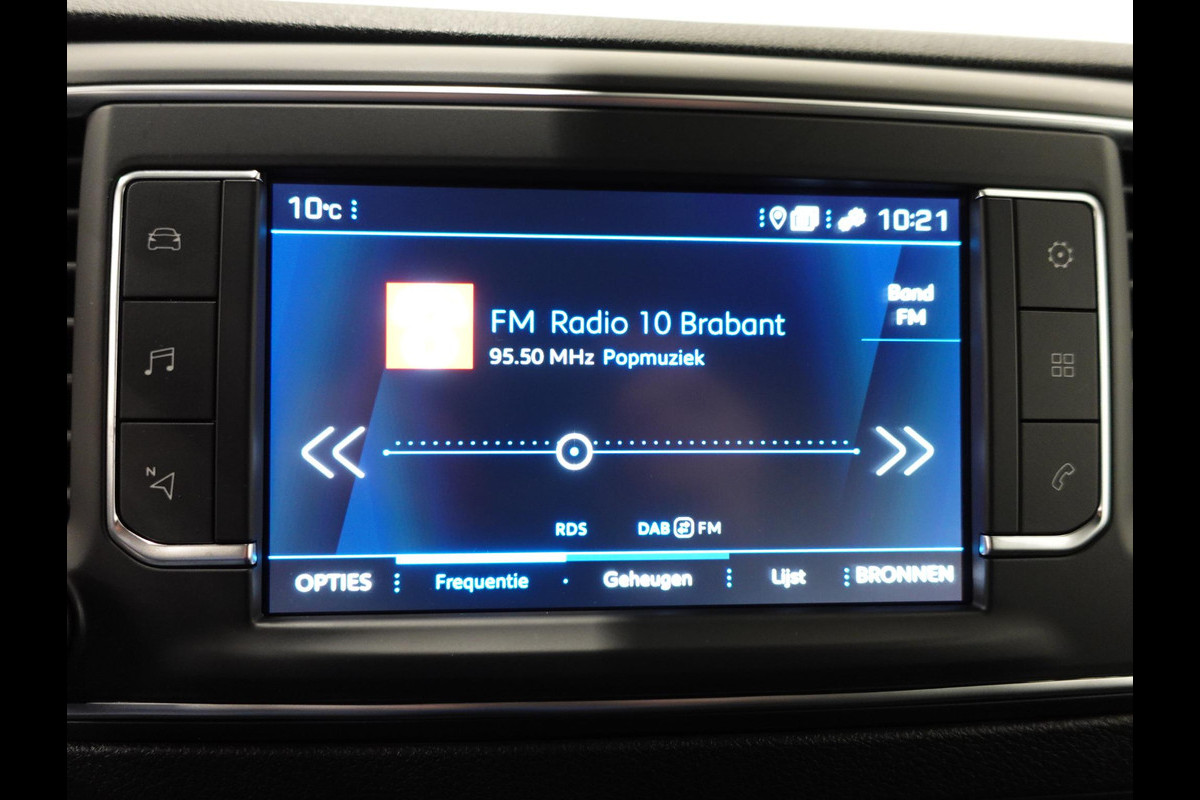 10°C 10:21
Band
FM
FM Radio 10 Brabant
95.50 MHz Popmuziek
N
RDS DAB FM
OPTIES Frequentie Geheugen Lijst BRONNEN